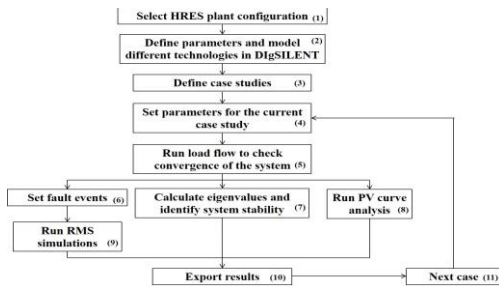 Select HRES plant configuration (1)
Define parameters and model (2)
different technologies in DIgSILENT
Define case studies (3)
Set parameters for the current
case study (4)
Run load flow to check
convergence of the system (5)
Set fault events (6)
Calculate eigenvalues and
identify system stability (7)
Run PV curve
analysis (8)
Run RMS
simulations (9)
Export results (10)
Next case (11)